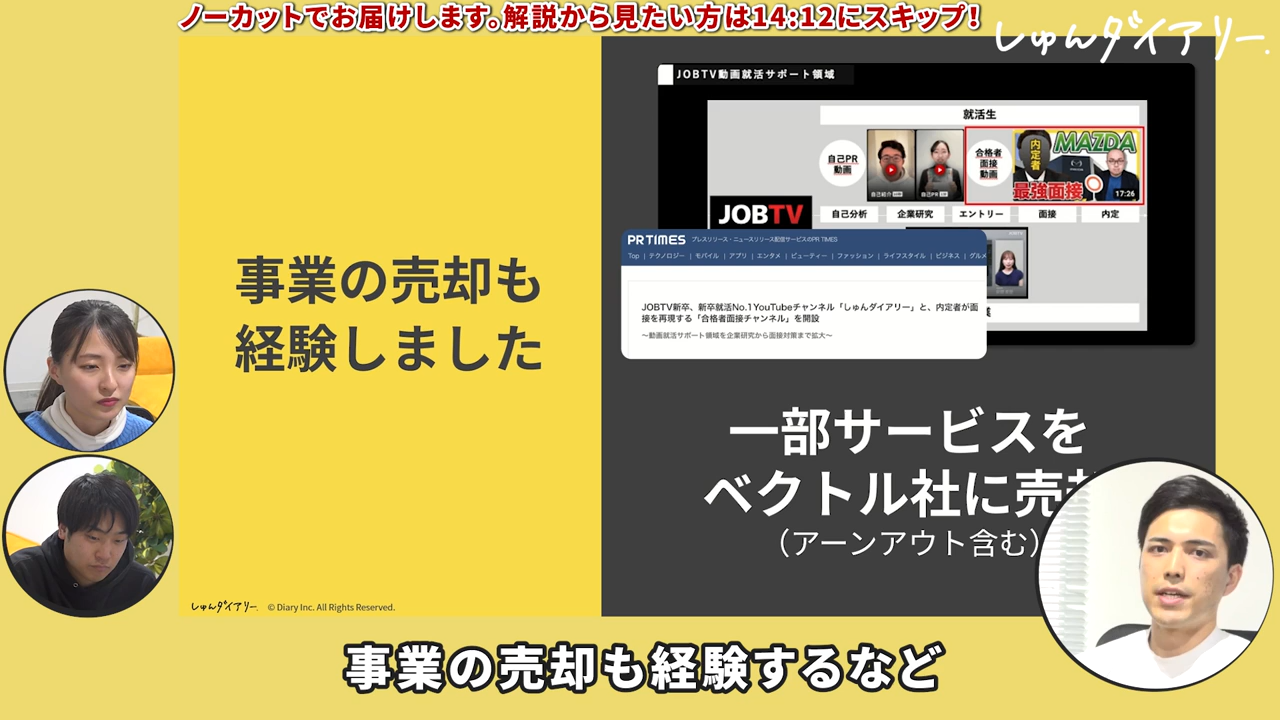 ノーカットでお届けします。解説から見たい方は14:12にスキップ!
しゅんダイアリー.
JOBTV動画就活サポート領域
就活生
自己PR
動画
合格者
面接
動画
内定者
MAZDA
最強面接
17:26
JOBTV
自己分析
企業研究
エントリー
面接
内定
PR TIMES
プレスリリース・ニュースリリース配信サービスのPR TIMES
Top | テクノロジー | モバイル | アプリ | エンタメ | ビューティー | ファッション | ライフスタイル | ビジネス | グルメ
JOBTV新卒、新卒就活No.1YouTubeチャンネル「しゅんダイアリー」と、内定者が面
接を再現する「合格者面接チャンネル」を開設
〜動画就活サポート領域を企業研究から面接対策まで拡大〜
事業の売却も
経験しました
一部サービスを
ベクトル社に売
（アーンアウト含む）
しゅんダイアリー. © Diary Inc. All Rights Reserved.
事業の売却も経験するなど